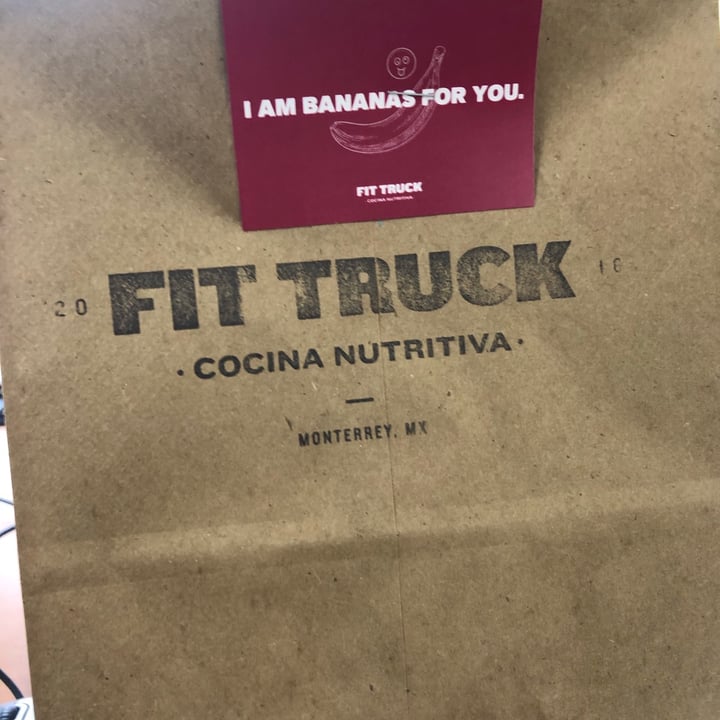 I AM BANANAS FOR YOU.
FIT TRUCK
COCINA NUTRITIVA
20 FIT TRUCK 16
· COCINA NUTRITIVA ·
MONTERREY, MX